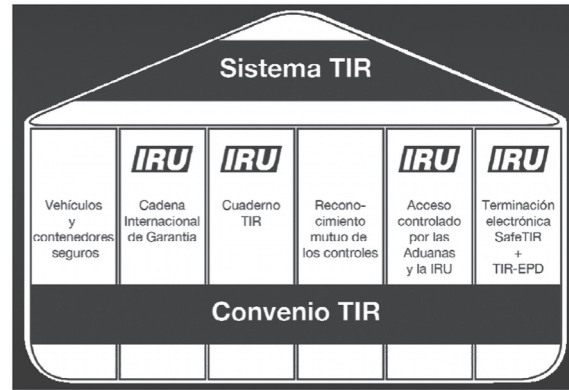 Sistema TIR
Vehículos
y
contenedores
seguros
IRU
Cadena
Internacional
de Garantía
IRU
Cuaderno
TIR
Recono-
cimiento
mutuo de
los controles
IRU
Acceso
controlado
por las
Aduanas
y la IRU
IRU
Terminación
electrónica
SafeTIR
+
TIR-EPD
Convenio TIR